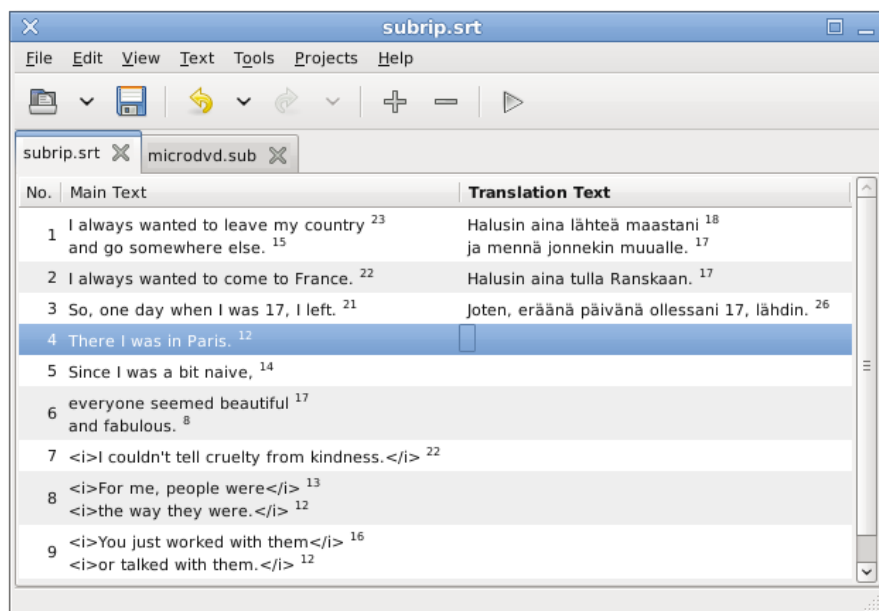 subrip.srt
File Edit View Text Tools Projects Help
subrip.srt microdvd.sub
No. Main Text Translation Text
1 I always wanted to leave my country 23 Halusin aina lähteä maastani 18
and go somewhere else. 15 ja mennä jonnekin muualle. 17
2 I always wanted to come to France. 22 Halusin aina tulla Ranskaan. 17
3 So, one day when I was 17, I left. 21 Joten, eräänä päivänä ollessani 17, lähdin. 26
4 There I was in Paris. 12
5 Since I was a bit naive, 14
6 everyone seemed beautiful 17
and fabulous. 8
7 <i>I couldn't tell cruelty from kindness.</i> 22
8 <i>For me, people were</i> 13
<i>the way they were.</i> 12
9 <i>You just worked with them</i> 16
<i>or talked with them.</i> 12